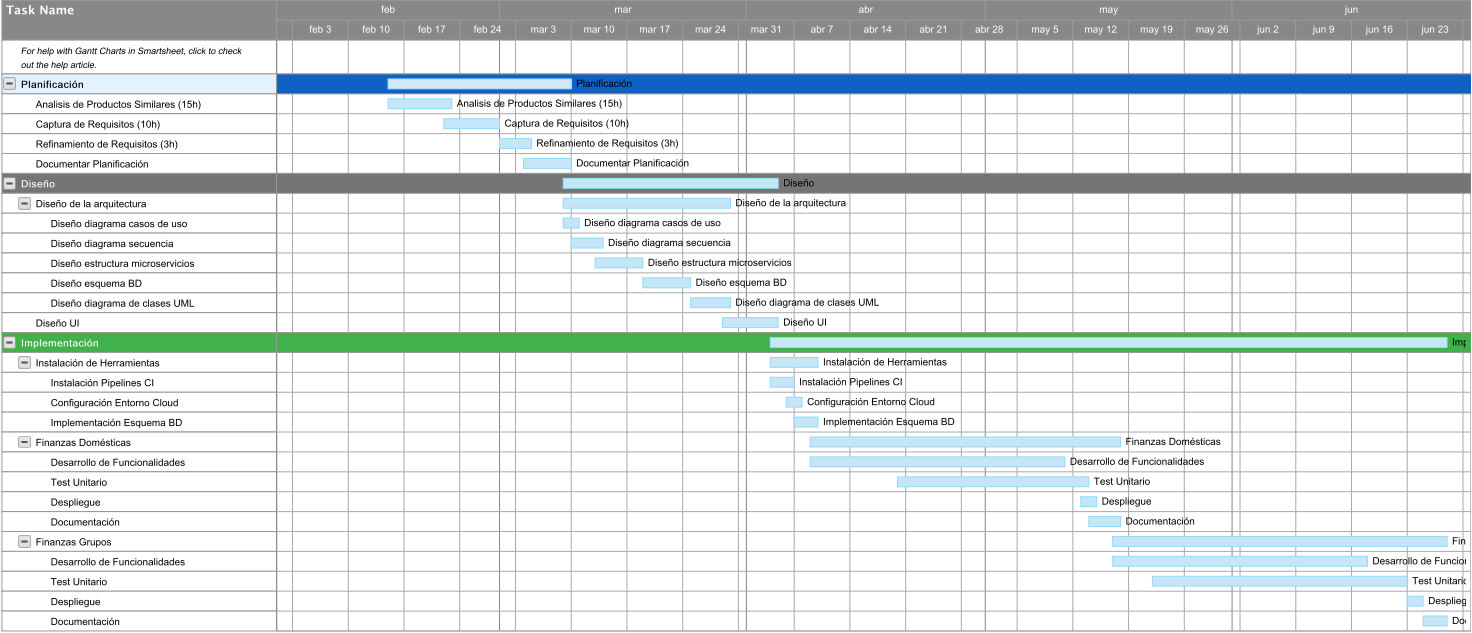 Task Name
feb mar abr may jun
feb 3 feb 10 feb 17 feb 24 mar 3 mar 10 mar 17 mar 24 mar 31 abr 7 abr 14 abr 21 abr 28 may 5 may 12 may 19 may 26 jun 2 jun 9 jun 16 jun 23
For help with Gantt Charts in Smartsheet, click to check
out the help article.
Planificación Planificación
Analisis de Productos Similares (15h) Analisis de Productos Similares (15h)
Captura de Requisitos (10h) Captura de Requisitos (10h)
Refinamiento de Requisitos (3h) Refinamiento de Requisitos (3h)
Documentar Planificación Documentar Planificación
Diseño Diseño
Diseño de la arquitectura Diseño de la arquitectura
Diseño diagrama casos de uso Diseño diagrama casos de uso
Diseño diagrama secuencia Diseño diagrama secuencia
Diseño estructura microservicios Diseño estructura microservicios
Diseño esquema BD Diseño esquema BD
Diseño diagrama de clases UML Diseño diagrama de clases UML
Diseño UI Diseño UI
Implementación Imp
Instalación de Herramientas Instalación de Herramientas
Instalación Pipelines CI Instalación Pipelines CI
Configuración Entorno Cloud Configuración Entorno Cloud
Implementación Esquema BD Implementación Esquema BD
Finanzas Domésticas Finanzas Domésticas
Desarrollo de Funcionalidades Desarrollo de Funcionalidades
Test Unitario Test Unitario
Despliegue Despliegue
Documentación Documentación
Finanzas Grupos Fin
Desarrollo de Funcionalidades Desarrollo de Funcion
Test Unitario Test Unitario
Despliegue Desplieg
Documentación Do